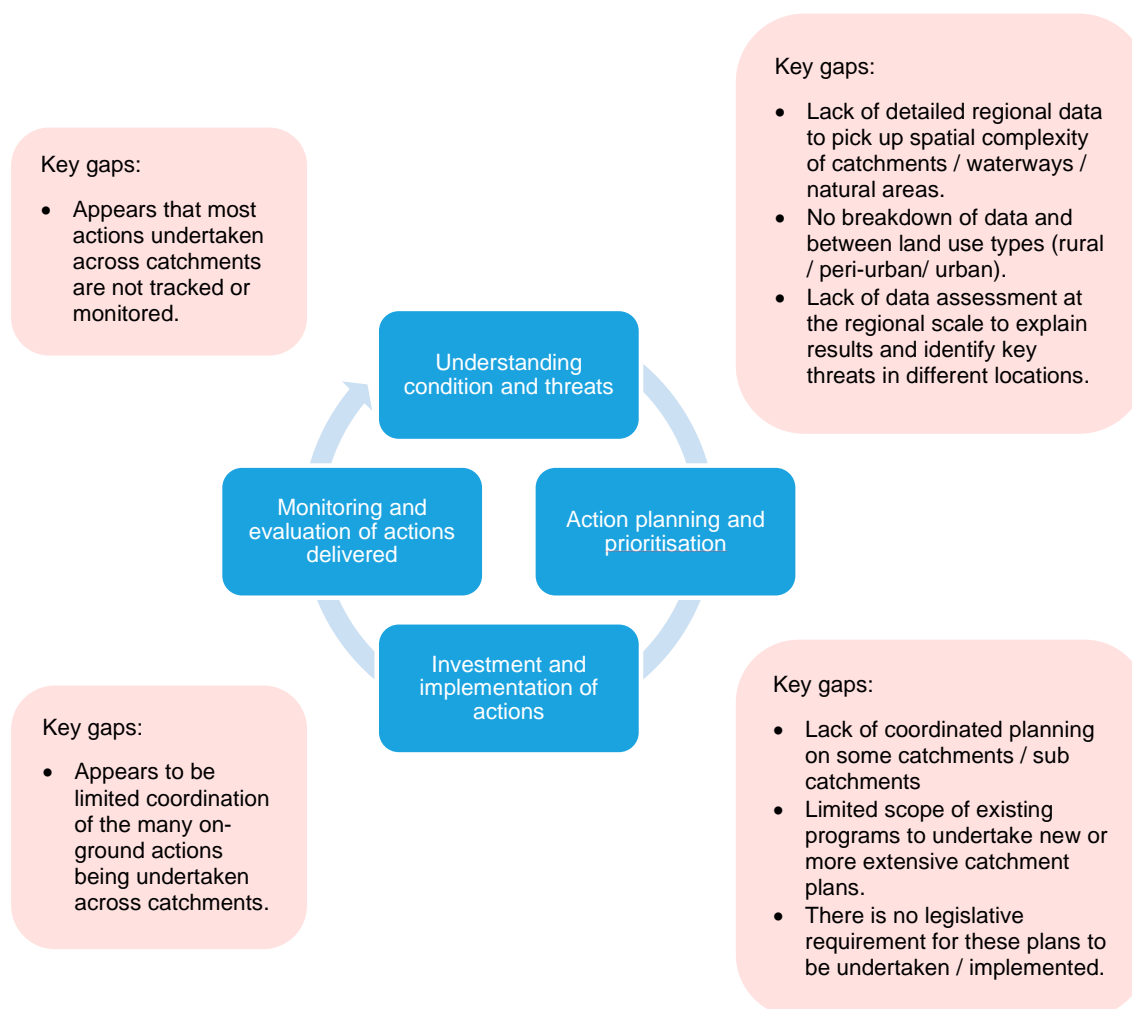 Key gaps:
• Appears that most
actions undertaken
across catchments
are not tracked or
monitored.
Key gaps:
• Lack of detailed regional data
to pick up spatial complexity
of catchments / waterways /
natural areas.
• No breakdown of data and
between land use types (rural
/ peri-urban/ urban).
• Lack of data assessment at
the regional scale to explain
results and identify key
threats in different locations.
Understanding
condition and threats
Monitoring and
evaluation of actions
delivered
Action planning and
prioritisation
Investment and
implementation of
actions
Key gaps:
• Appears to be
limited coordination
of the many on-
ground actions
being undertaken
across catchments.
Key gaps:
• Lack of coordinated planning
on some catchments / sub
catchments
• Limited scope of existing
programs to undertake new or
more extensive catchment
plans.
• There is no legislative
requirement for these plans to
be undertaken / implemented.